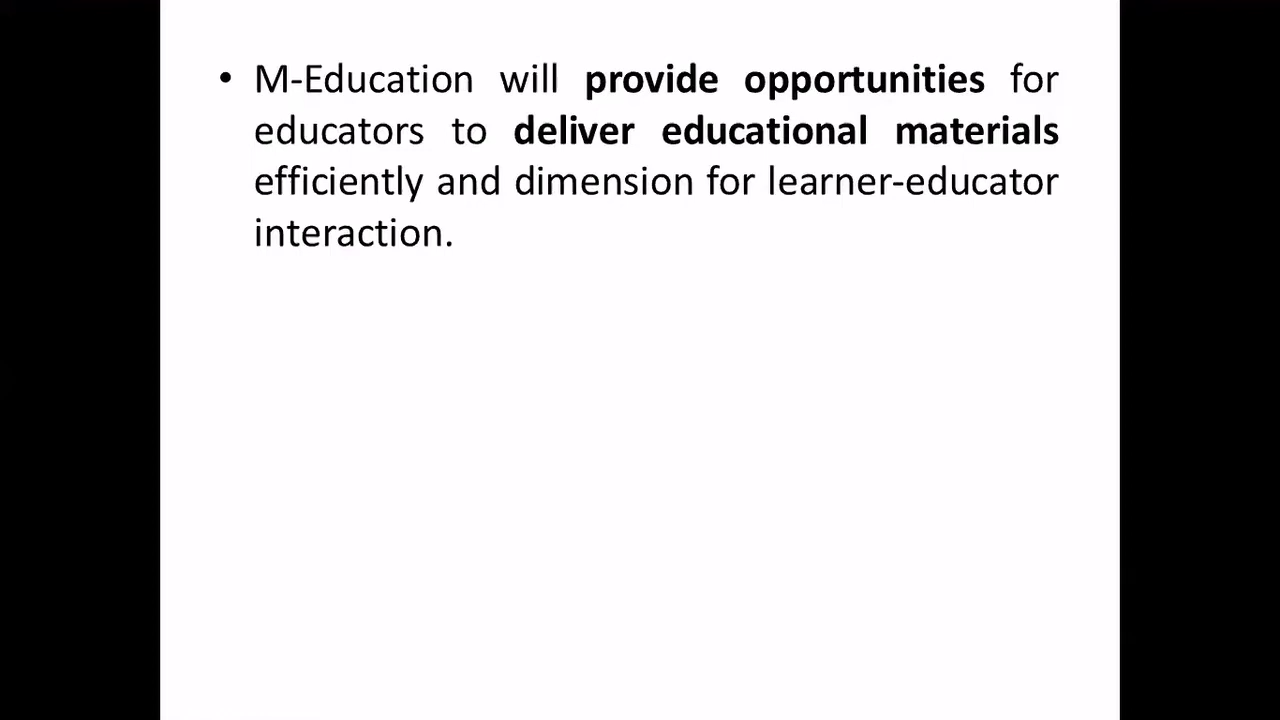 • M-Education will provide opportunities for
educators to deliver educational materials
efficiently and dimension for learner-educator
interaction.